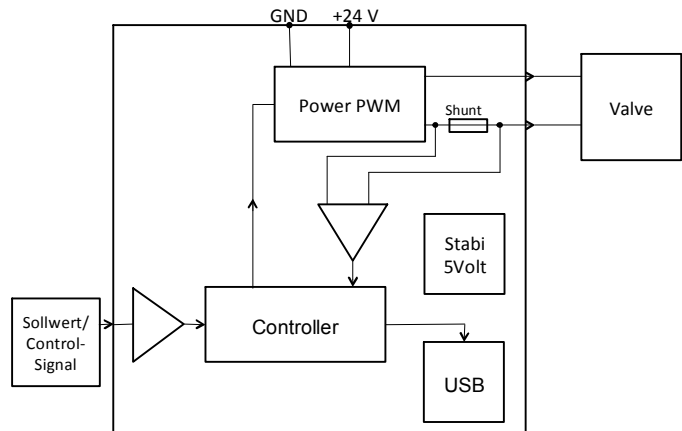 GND +24 V
Power PWM
Shunt
Valve
Stabi
5Volt
Sollwert/
Control-
Signal
Controller
USB